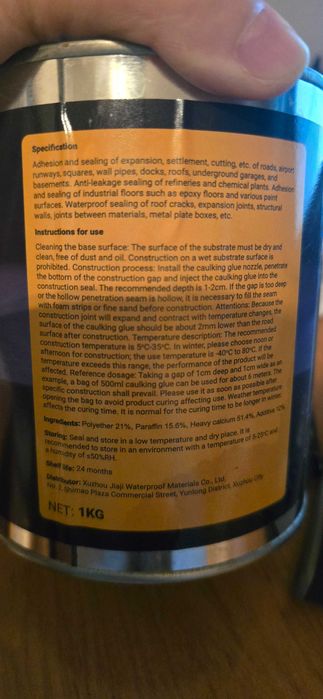 Specification
Adhesion and sealing of expansion, settlement, cutting, etc. of roads, airport
runways, squares, wall pipes, docks, roofs, underground garages, and
basements. Anti-leakage sealing of refineries and chemical plants. Adhesion
and sealing of industrial floors such as epoxy floors and various paint
surfaces. Waterproof sealing of roof cracks, expansion joints, structural
walls, joints between materials, metal plate boxes, etc.
Instructions for use
Cleaning the base surface: The surface of the substrate must be dry and
clean, free of dust and oil. Construction on a wet substrate surface is
prohibited. Construction process: Install the caulking glue nozzle, penetrate
the bottom of the construction gap and inject the caulking glue into the
construction seal. The recommended depth is 1-2cm. If the gap is too deep
or the hollow penetration seam is hollow, it is necessary to fill the seam
with foam strips or fine sand before construction. Attentions: Because the
construction joint will expand and contract with temperature changes, the
surface of the caulking glue should be about 2mm lower than the road
surface after construction. Temperature description: The recommended
construction temperature is 5ºC-35ºC. In winter, please choose noon or
afternoon for construction; the use temperature is -40ºC to 80ºC. If the
temperature exceeds this range, the performance of the product will be
affected. Reference dosage: Taking a gap of 1cm deep and 1cm wide as an
example, a bag of 500ml caulking glue can be used for about 6 meters. The
specific construction shall prevail. Please use it as soon as possible after
opening the bag to avoid product curing affecting use. Weather temperature
affects the curing time. It is normal for the curing time to be longer in winter.
Ingredients: Polyether 21%, Paraffin 15.6%, Heavy calcium 51.4%, Additive 12%
Storing: Seal and store in a low temperature and dry place. It is
recommended to store in an environment with a temperature of 5-25ºC and
a humidity of ≤50%RH.
Shelf life: 24 months
Distributor: Xuzhou Jiaji Waterproof Materials Co., Ltd.
Plaza Commercial Street, Yunlong District, Xuzhou City
NET: 1KG